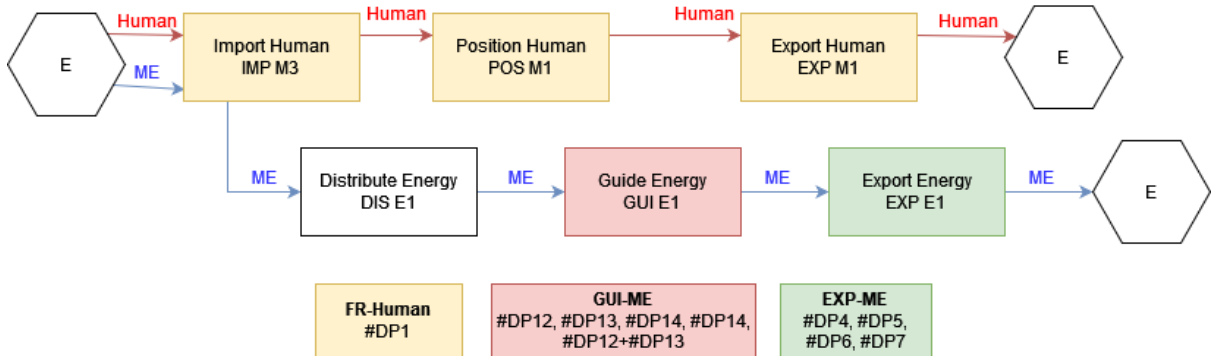 Human
Human
Human
Human
E
Import Human
IMP M3
Position Human
POS M1
Export Human
EXP M1
E
ME
ME
Distribute Energy
DIS E1
ME
Guide Energy
GUI E1
ME
Export Energy
EXP E1
ME
E
FR-Human
#DP1
GUI-ME
#DP12, #DP13, #DP14, #DP14,
#DP12+#DP13
EXP-ME
#DP4, #DP5,
#DP6, #DP7